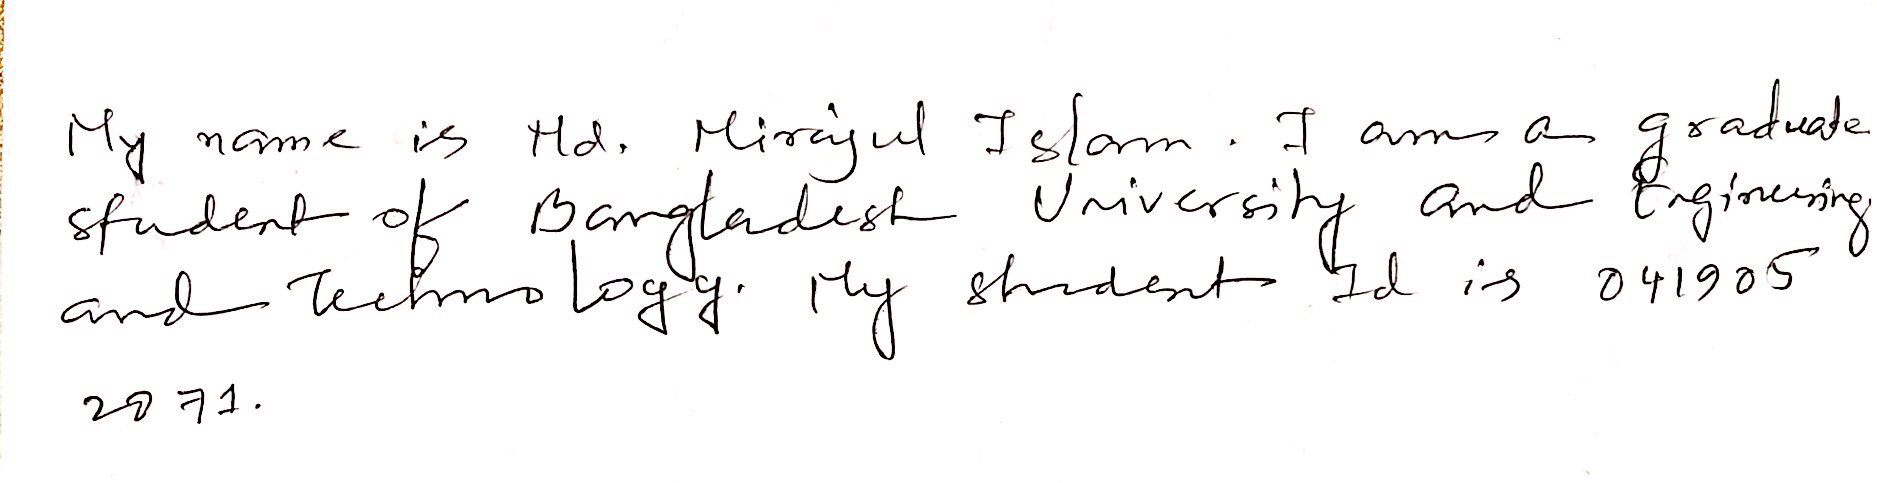 My name is Md. Mirajul Islam. I am a graduate
student of Bangladesh University and Engineering
and Technology. My student Id is 041905
2071.